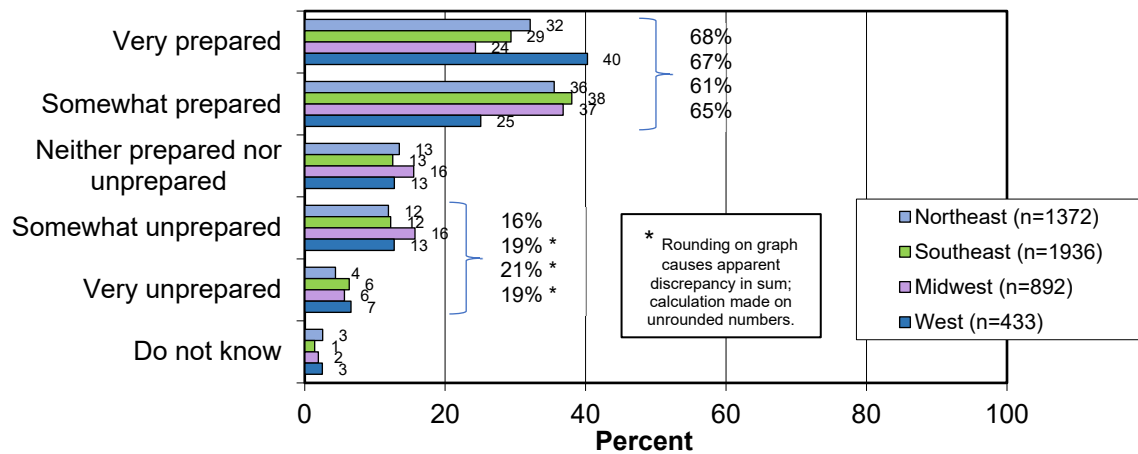 Very prepared
32
29
24
40
68%
67%
61%
65%
Somewhat prepared
36
38
37
25
Neither prepared nor
unprepared
13
13
16
13
Somewhat unprepared
12
12
16
13
16%
19% *
21% *
19% *
Very unprepared
4
6
6
7
Do not know
3
1
2
3
* Rounding on graph
causes apparent
discrepancy in sum;
calculation made on
unrounded numbers.
Northeast (n=1372)
Southeast (n=1936)
Midwest (n=892)
West (n=433)
0 20 40 60 80 100
Percent